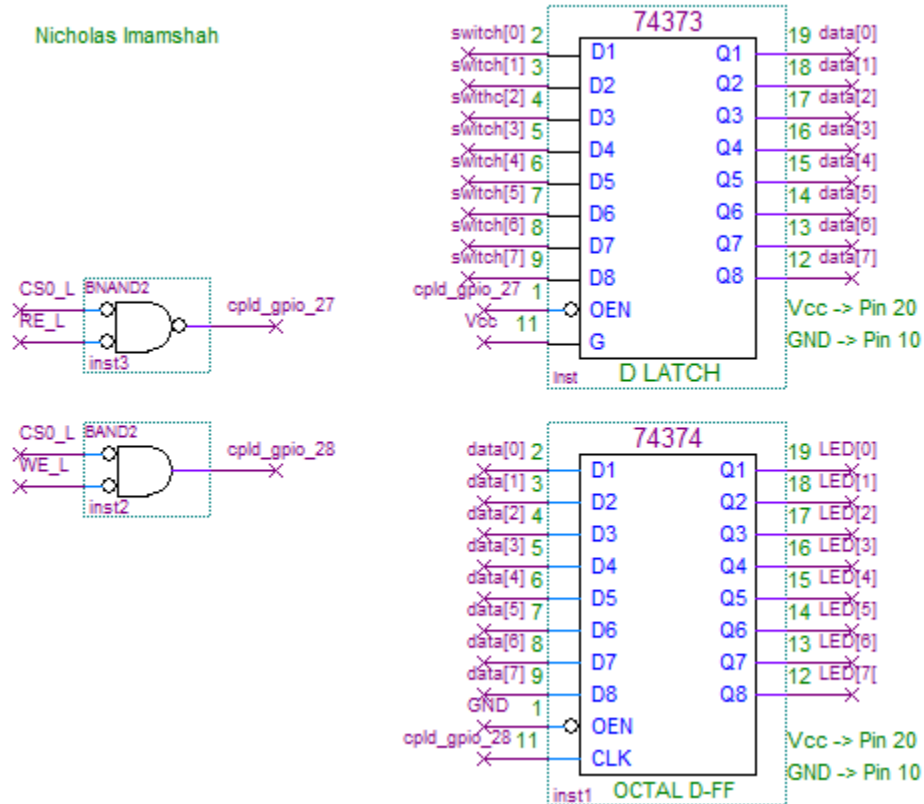 Nicholas Imamshah
74373
switch[0] 2 D1 Q1 19 data[0]
switch[1] 3 D2 Q2 18 data[1]
swithc[2] 4 D3 Q3 17 data[2]
switch[3] 5 D4 Q4 16 data[3]
switch[4] 6 D5 Q5 15 data[4]
switch[5] 7 D6 Q6 14 data[5]
switch[6] 8 D7 Q7 13 data[6]
switch[7] 9 D8 Q8 12 data[7]
cpld_gpio_27 1 OEN
Vcc 11 G
Vcc -> Pin 20
GND -> Pin 10
inst D LATCH
CS0_L BNAND2
RE_L cpld_gpio_27
inst3
CS0_L BAND2
WE_L cpld_gpio_28
inst2
74374
data[0] 2 D1 Q1 19 LED[0]
data[1] 3 D2 Q2 18 LED[1]
data[2] 4 D3 Q3 17 LED[2]
data[3] 5 D4 Q4 16 LED[3]
data[4] 6 D5 Q5 15 LED[4]
data[5] 7 D6 Q6 14 LED[5]
data[6] 8 D7 Q7 13 LED[6]
data[7] 9 D8 Q8 12 LED[7[
GND 1 OEN
cpld_gpio_28 11 CLK
Vcc -> Pin 20
GND -> Pin 10
inst1 OCTAL D-FF